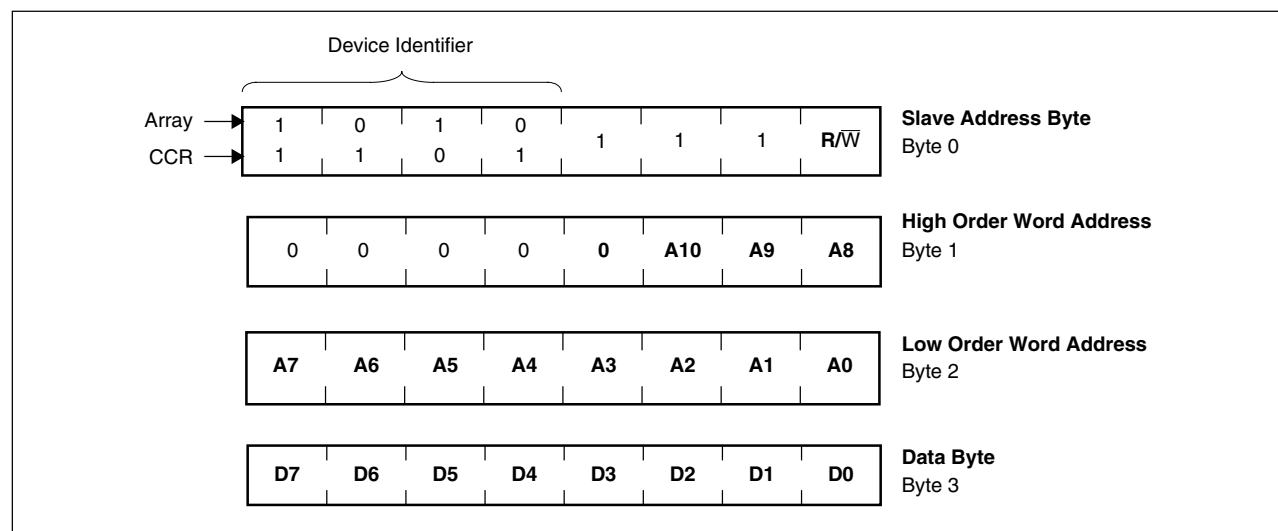 Device Identifier
Array 1 0 1 0 1 1 1 R/W̅ Slave Address Byte
CCR 1 1 0 1 Byte 0
0 0 0 0 0 A10 A9 A8 High Order Word Address
Byte 1
A7 A6 A5 A4 A3 A2 A1 A0 Low Order Word Address
Byte 2
D7 D6 D5 D4 D3 D2 D1 D0 Data Byte
Byte 3